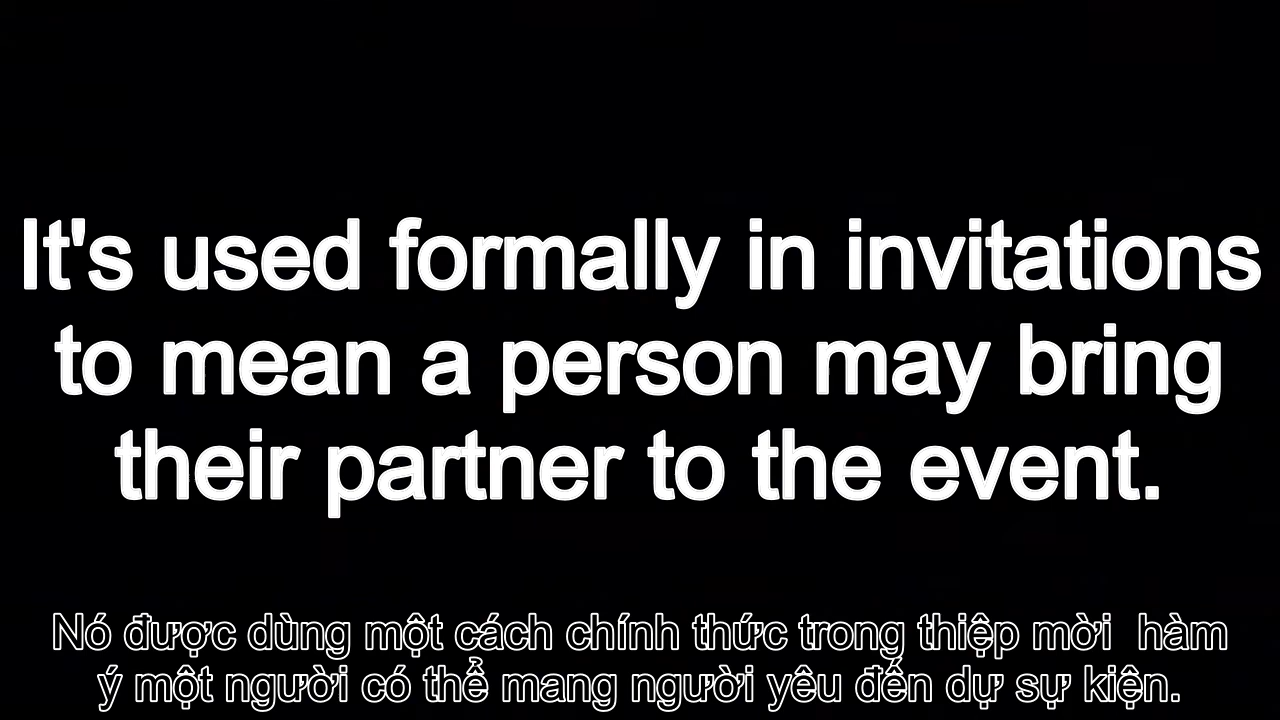 It's used formally in invitations
to mean a person may bring
their partner to the event.
Nó được dùng một cách chính thức trong thiệp mời  hàm
ý một người có thể mang người yêu đến dự sự kiện.